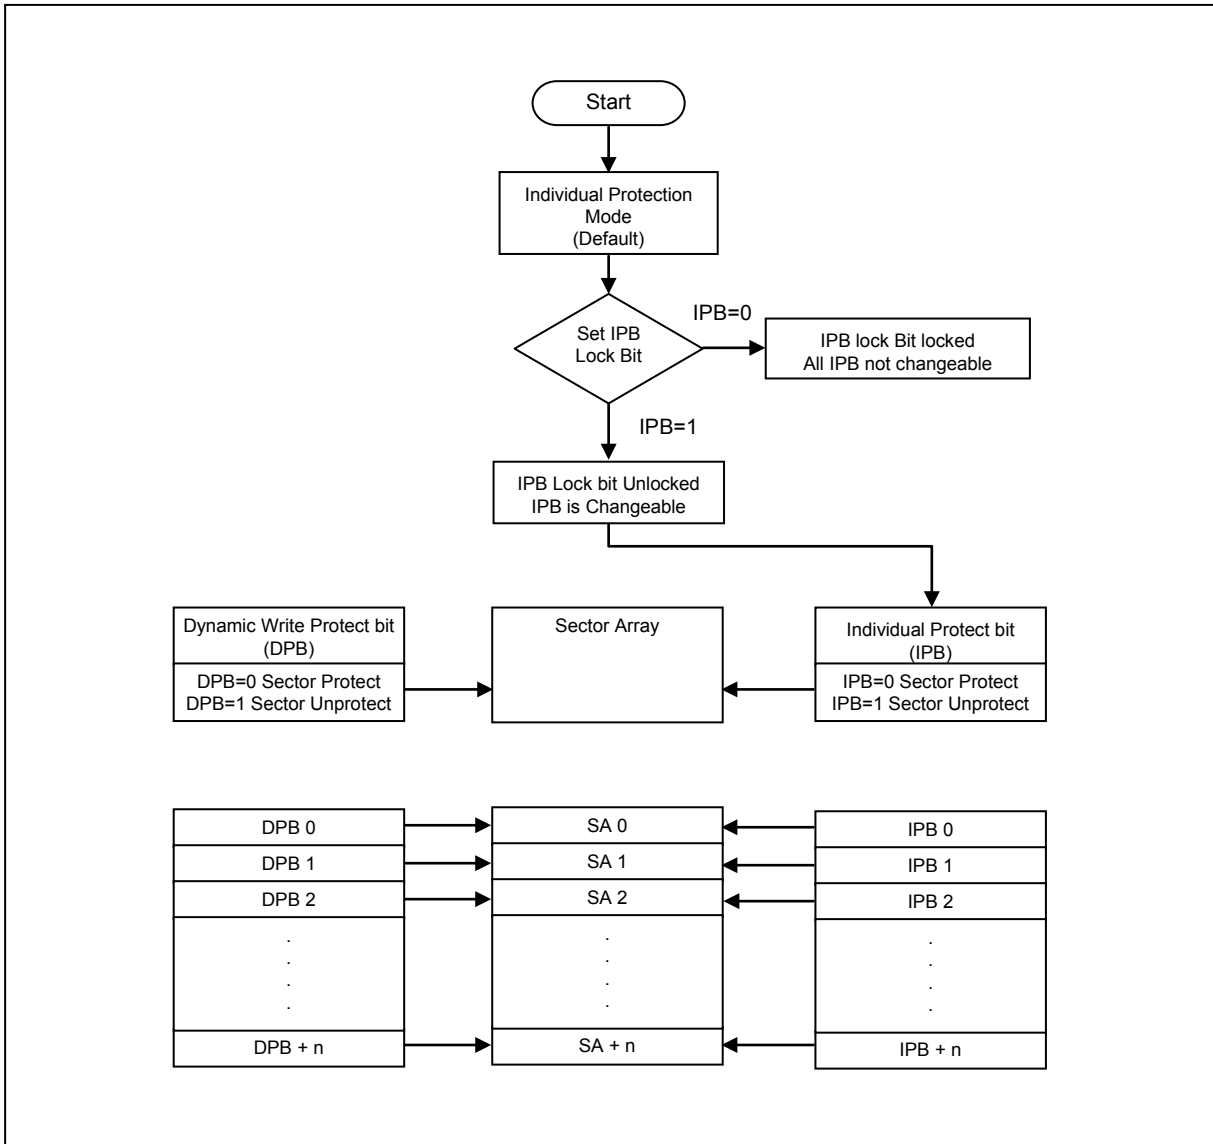 Start
Individual Protection
Mode
(Default)
Set IPB
Lock Bit
IPB=0
IPB lock Bit locked
All IPB not changeable
IPB=1
IPB Lock bit Unlocked
IPB is Changeable
Dynamic Write Protect bit
(DPB)
DPB=0 Sector Protect
DPB=1 Sector Unprotect
Sector Array
Individual Protect bit
(IPB)
IPB=0 Sector Protect
IPB=1 Sector Unprotect
DPB 0
SA 0
IPB 0
DPB 1
SA 1
IPB 1
DPB 2
SA 2
IPB 2
. . .
. . .
. . .
. . .
DPB + n
SA + n
IPB + n